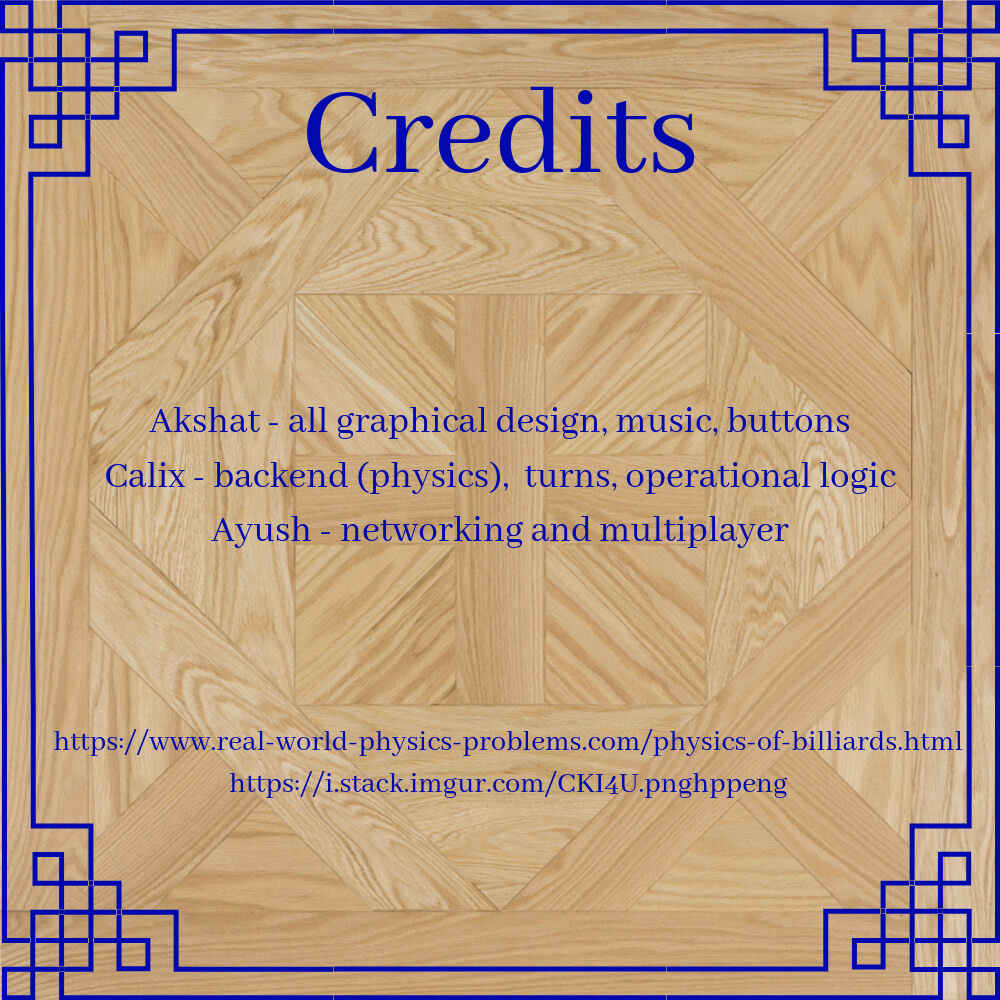 Credits
Akshat - all graphical design, music, buttons
Calix - backend (physics),  turns, operational logic
Ayush - networking and multiplayer
https://www.real-world-physics-problems.com/physics-of-billiards.html
https://i.stack.imgur.com/CKI4U.pnghppeng